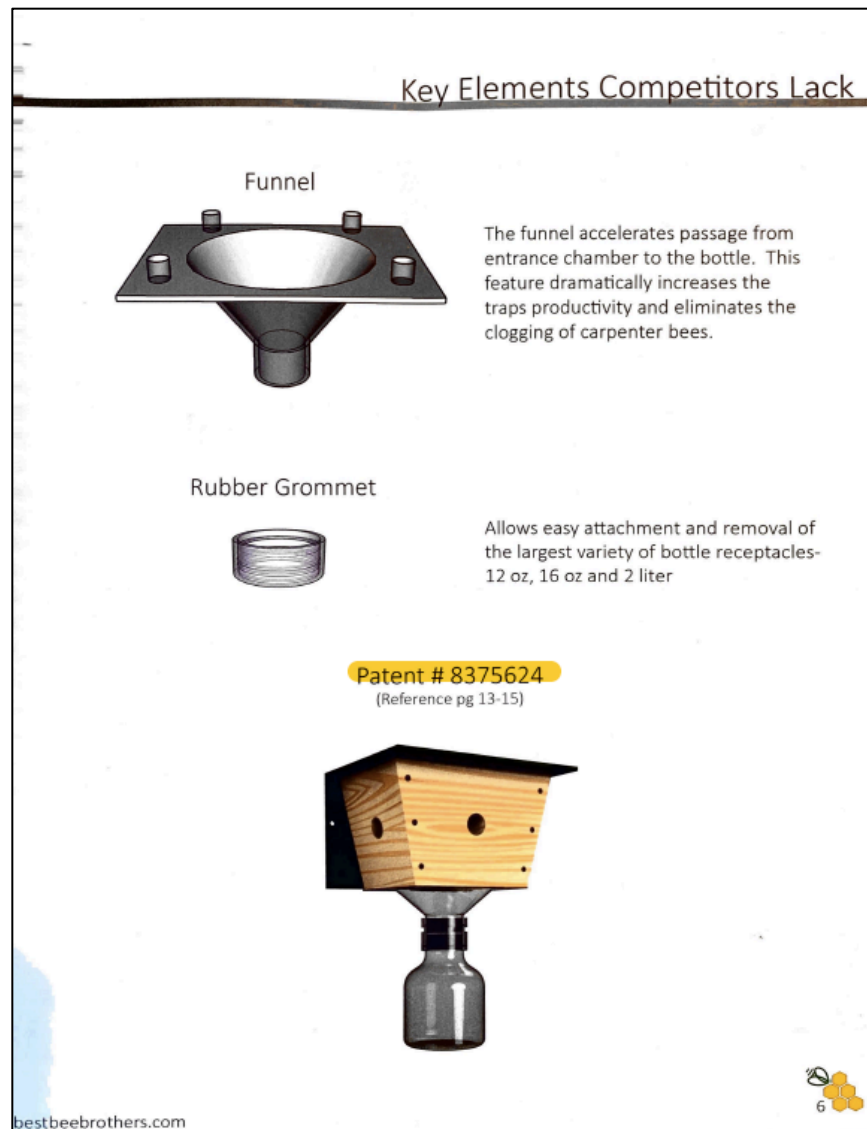 Key Elements Competitors Lack
Funnel
The funnel accelerates passage from
entrance chamber to the bottle.  This
feature dramatically increases the
traps productivity and eliminates the
clogging of carpenter bees.
Rubber Grommet
Allows easy attachment and removal of
the largest variety of bottle receptacles-
12 oz, 16 oz and 2 liter
Patent # 8375624
(Reference pg 13-15)
6
bestbeebrothers.com